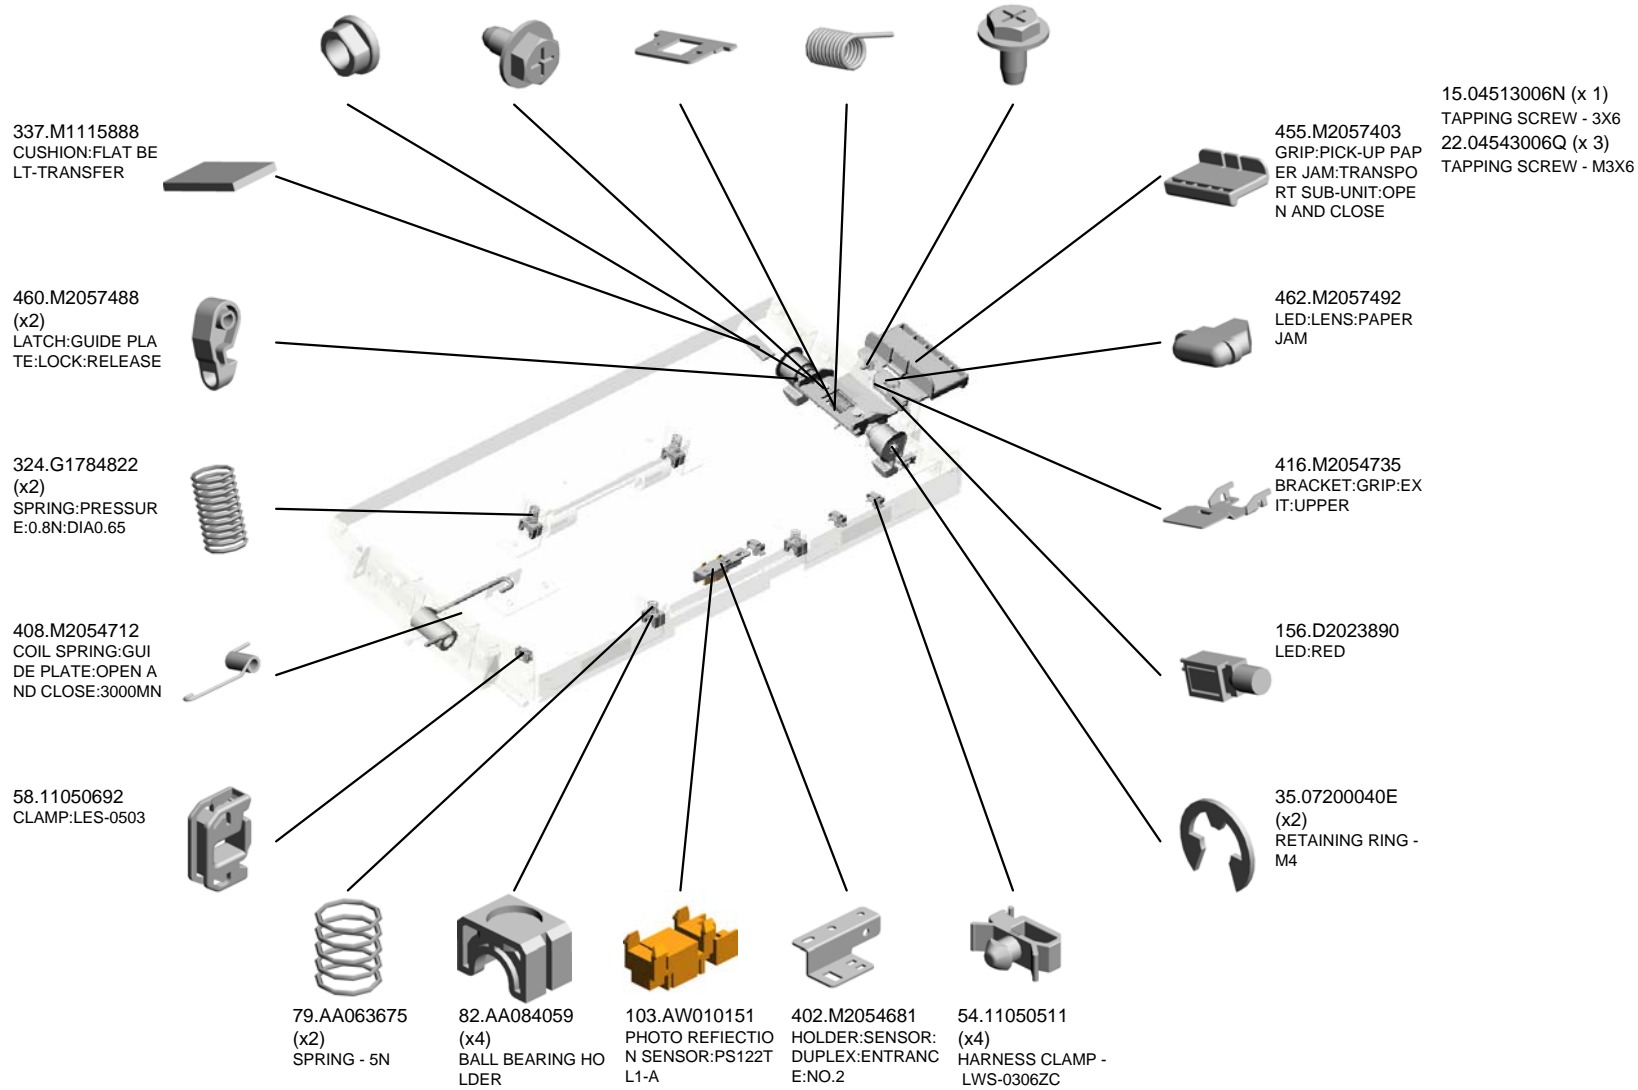 15.04513006N (x 1)
TAPPING SCREW - 3X6
22.04543006Q (x 3)
TAPPING SCREW - M3X6
337.M1115888
CUSHION:FLAT BE
LT-TRANSFER
455.M2057403
GRIP:PICK-UP PAP
ER JAM:TRANSPO
RT SUB-UNIT:OPE
N AND CLOSE
460.M2057488
(x2)
LATCH:GUIDE PLA
TE:LOCK:RELEASE
462.M2057492
LED:LENS:PAPER
JAM
324.G1784822
(x2)
SPRING:PRESSUR
E:0.8N:DIA0.65
416.M2054735
BRACKET:GRIP:EX
IT:UPPER
408.M2054712
COIL SPRING:GUI
DE PLATE:OPEN A
ND CLOSE:3000MN
156.D2023890
LED:RED
58.11050692
CLAMP:LES-0503
35.07200040E
(x2)
RETAINING RING -
M4
79.AA063675
(x2)
SPRING - 5N
82.AA084059
(x4)
BALL BEARING HO
LDER
103.AW010151
PHOTO REFIECTIO
N SENSOR:PS122T
L1-A
402.M2054681
HOLDER:SENSOR:
DUPLEX:ENTRANC
E:NO.2
54.11050511
(x4)
HARNESS CLAMP -
LWS-0306ZC